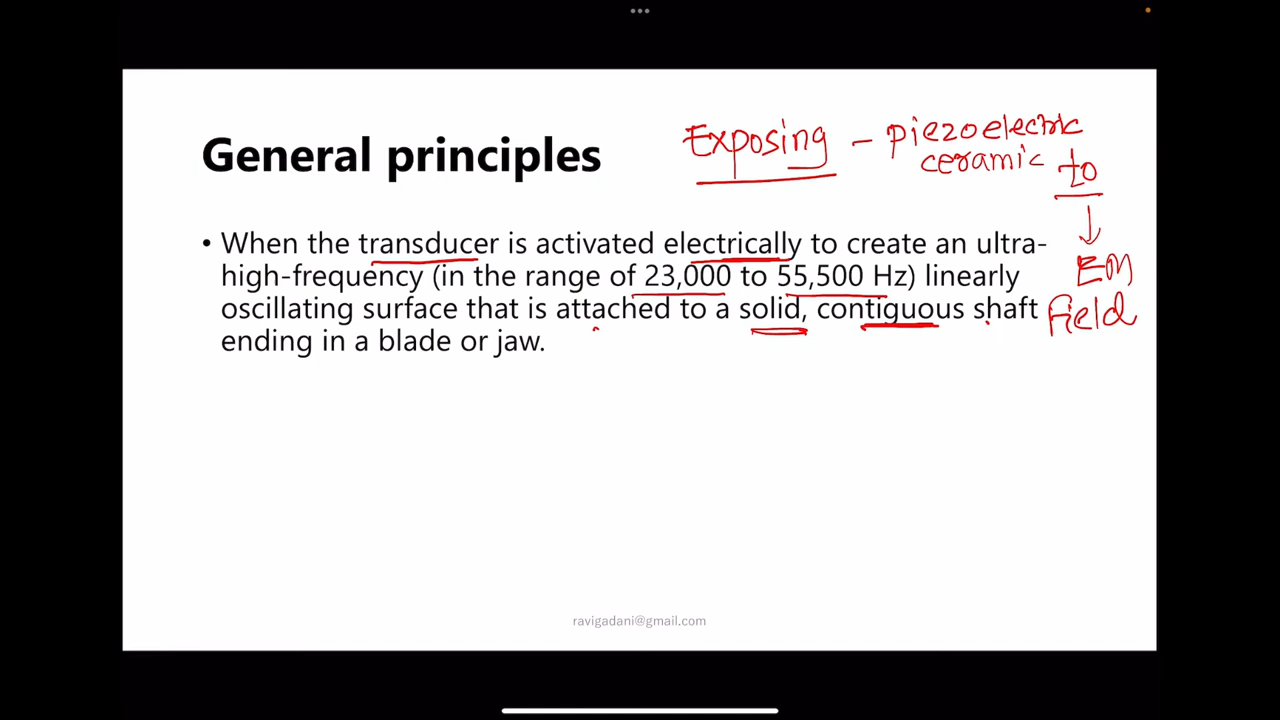 General principles
Exposing - piezoelectric
ceramic to
↓
EM
field
• When the transducer is activated electrically to create an ultra-
high-frequency (in the range of 23,000 to 55,500 Hz) linearly
oscillating surface that is attached to a solid, contiguous shaft
ending in a blade or jaw.
ravigadani@gmail.com